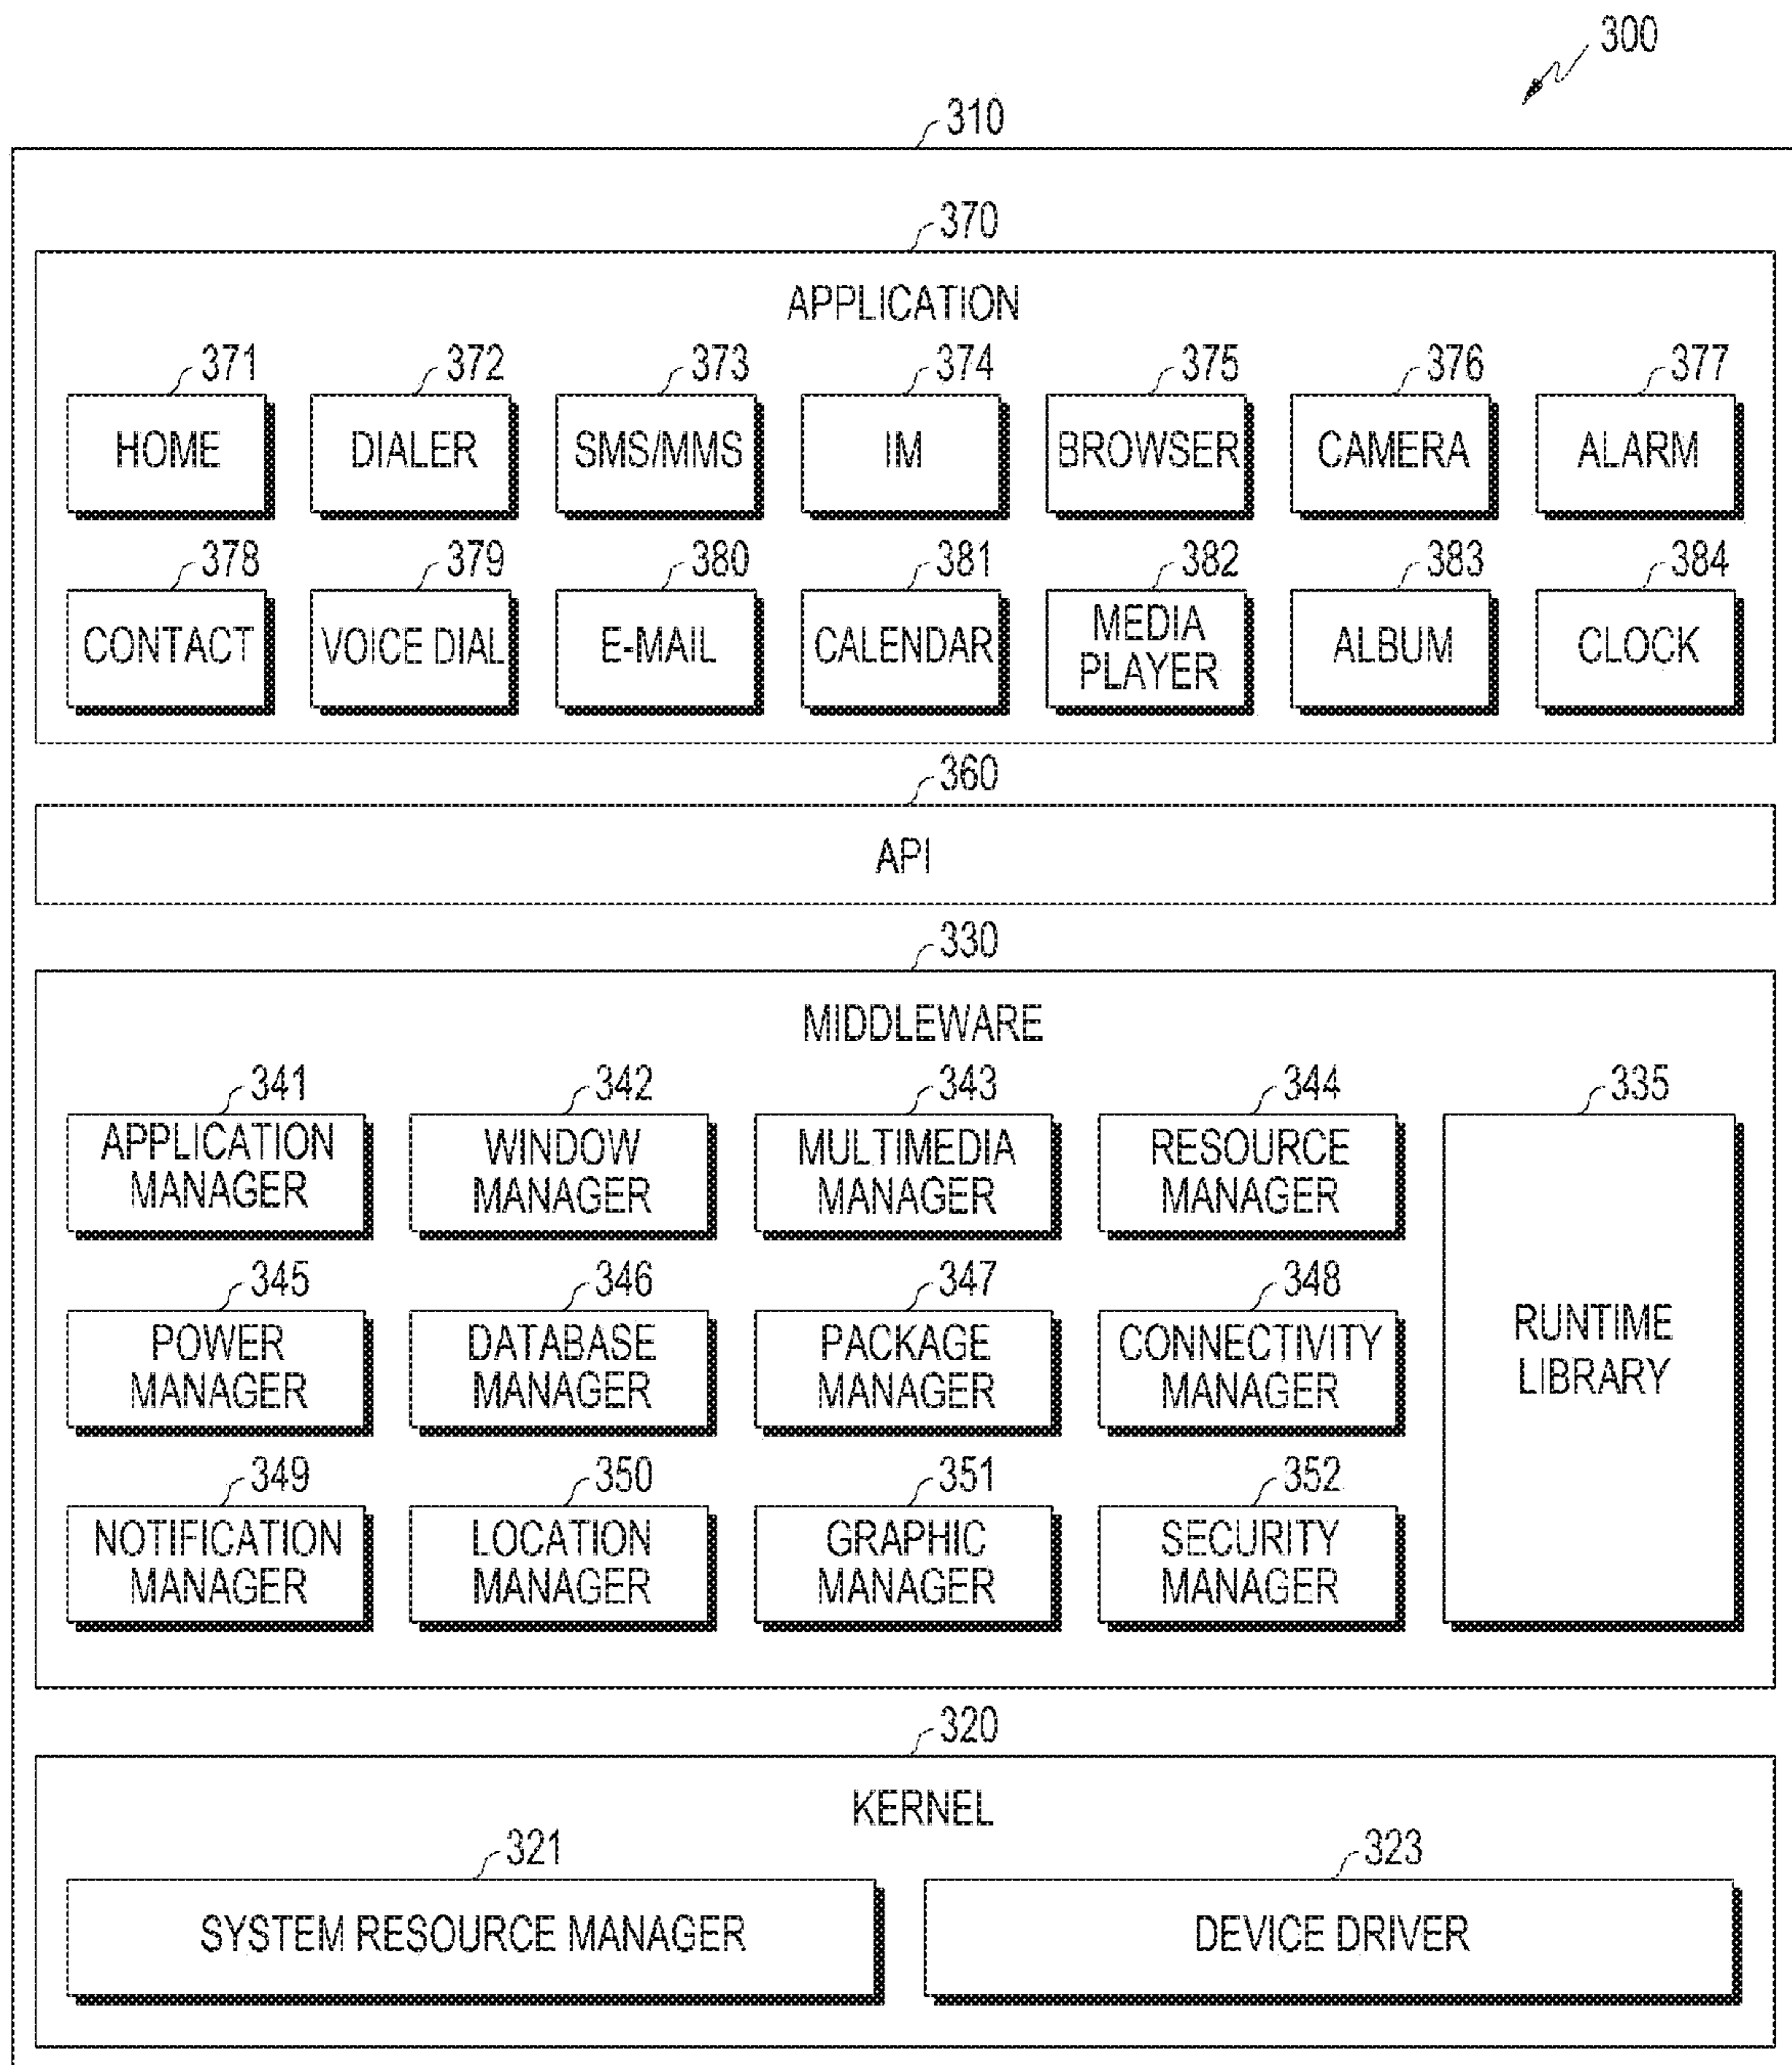 300
310
370
APPLICATION
371 372 373 374 375 376 377
HOME DIALER SMS/MMS IM BROWSER CAMERA ALARM
378 379 380 381 382 383 384
CONTACT VOICE DIAL E-MAIL CALENDAR MEDIA PLAYER ALBUM CLOCK
360
API
330
MIDDLEWARE
341 342 343 344 335
APPLICATION MANAGER WINDOW MANAGER MULTIMEDIA MANAGER RESOURCE MANAGER
345 346 347 348
POWER MANAGER DATABASE MANAGER PACKAGE MANAGER CONNECTIVITY MANAGER RUNTIME LIBRARY
349 350 351 352
NOTIFICATION MANAGER LOCATION MANAGER GRAPHIC MANAGER SECURITY MANAGER
320
KERNEL
321 323
SYSTEM RESOURCE MANAGER DEVICE DRIVER